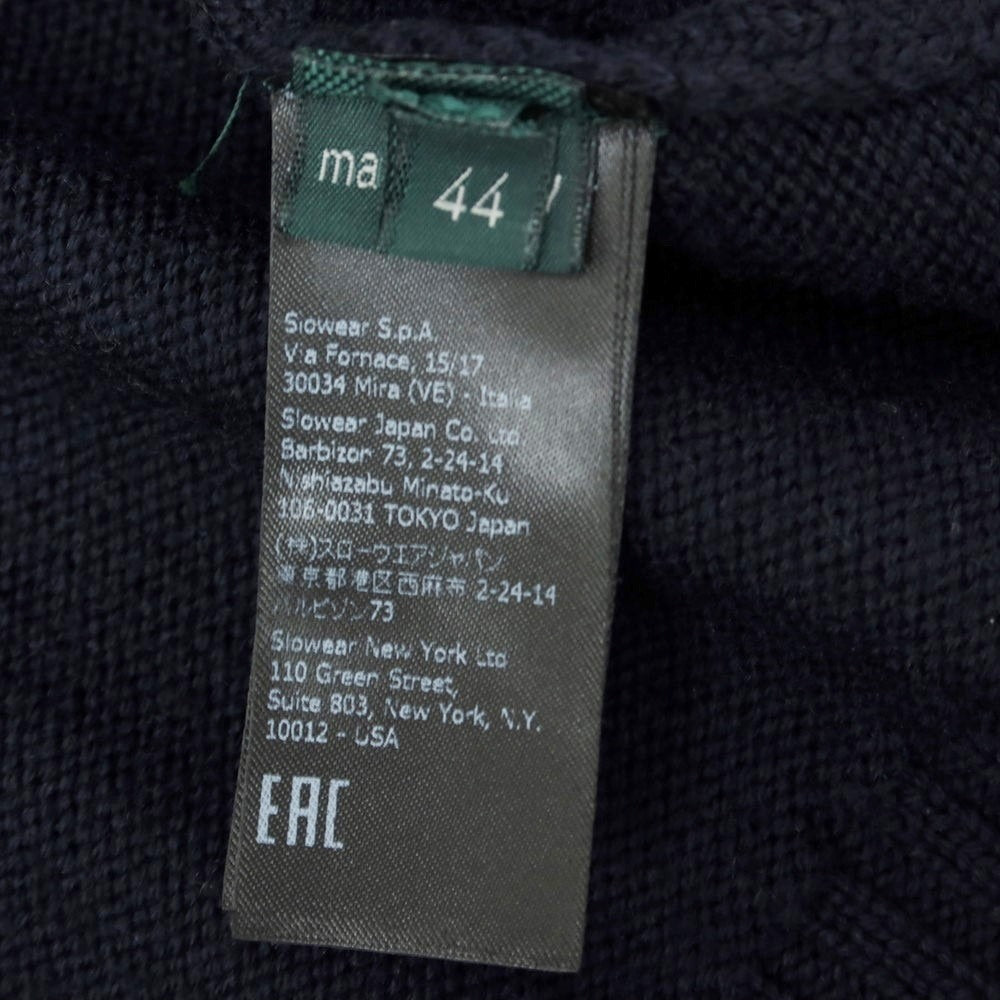 ma
44
Slowear S.p.A.
Via Fornace, 15/17
30034 Mira (VE) - Italia
Slowear Japan Co. Ltd.
Barbizon 73, 2-24-14
Nishiazabu Minato-Ku
106-0031 TOKYO Japan
(株)スローウエアジャパン
東京都港区西麻布 2-24-14
バルビゾン 73
Slowear New York Ltd
110 Green Street,
Suite 803, New York, N.Y.
10012 - USA
EAC